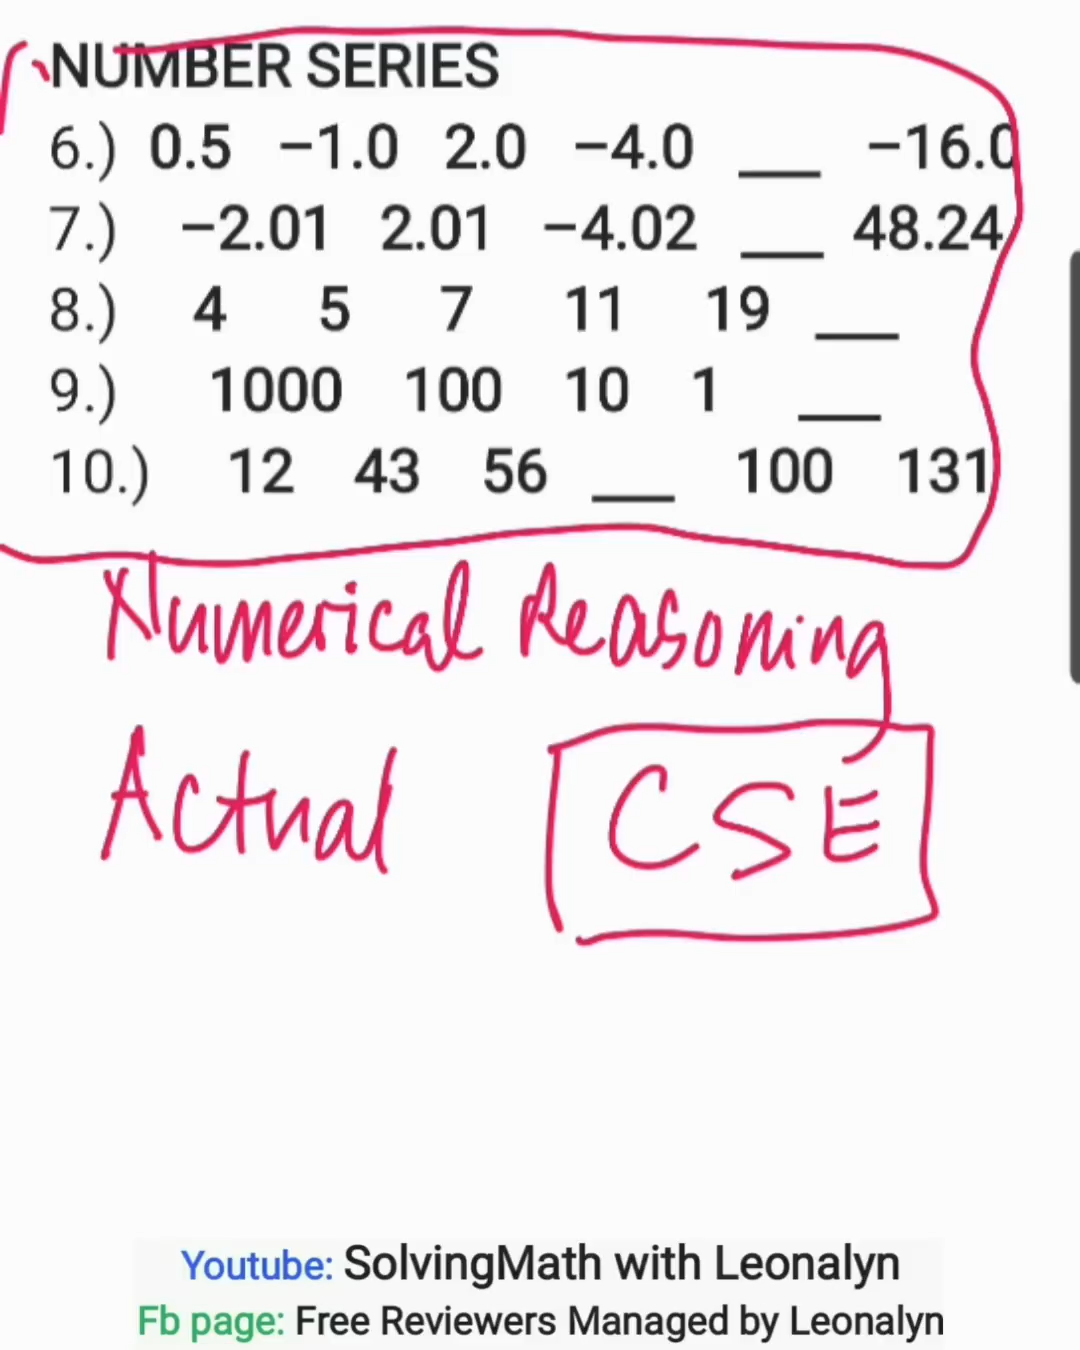 NUMBER SERIES
6.) 0.5 −1.0 2.0 −4.0 ___ −16.0
7.) −2.01 2.01 −4.02 ___ 48.24
8.) 4 5 7 11 19 ___
9.) 1000 100 10 1 ___
10.) 12 43 56 ___ 100 131
Numerical Reasoning
Actual CSE
Youtube: SolvingMath with Leonalyn
Fb page: Free Reviewers Managed by Leonalyn